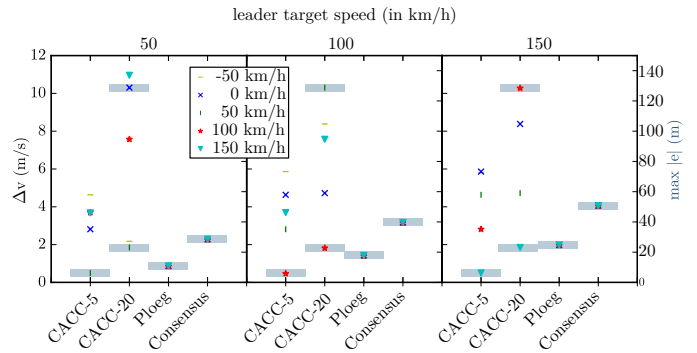 leader target speed (in km/h)
50 100 150
12
10
8
6
4
2
0
Δv (m/s)
-50 km/h
0 km/h
50 km/h
100 km/h
150 km/h
140
120
100
80
60
40
20
0
max |e| (m)
CACC-5 CACC-20 Ploeg Consensus
CACC-5 CACC-20 Ploeg Consensus
CACC-5 CACC-20 Ploeg Consensus